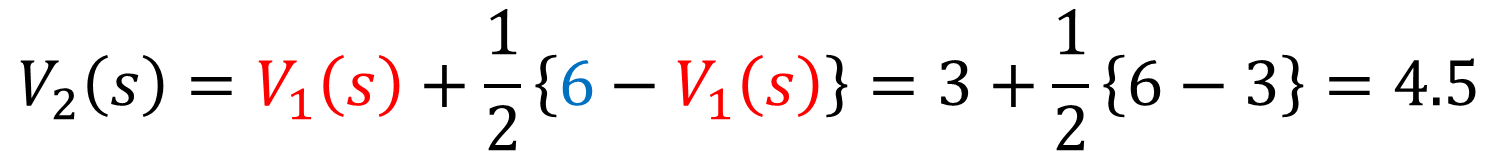 V₂(s) = V₁(s) + 1/2 {6 − V₁(s)} = 3 + 1/2 {6 − 3} = 4.5